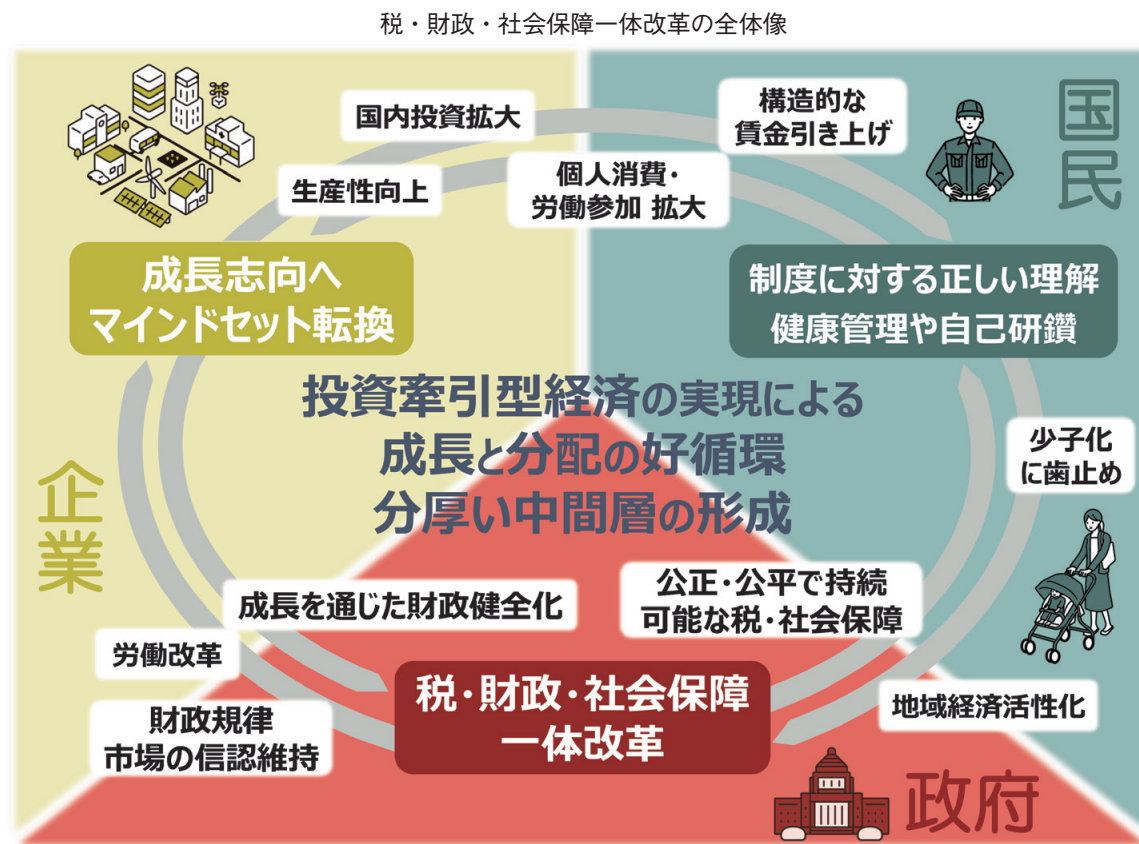 税・財政・社会保障一体改革の全体像
国内投資拡大
構造的な
賃金引き上げ
国民
生産性向上
個人消費・
労働参加 拡大
成長志向へ
マインドセット転換
制度に対する正しい理解
健康管理や自己研鑽
投資牽引型経済の実現による
成長と分配の好循環
分厚い中間層の形成
少子化
に歯止め
企業
成長を通じた財政健全化
公正・公平で持続
可能な税・社会保障
労働改革
財政規律
市場の信認維持
税・財政・社会保障
一体改革
地域経済活性化
政府